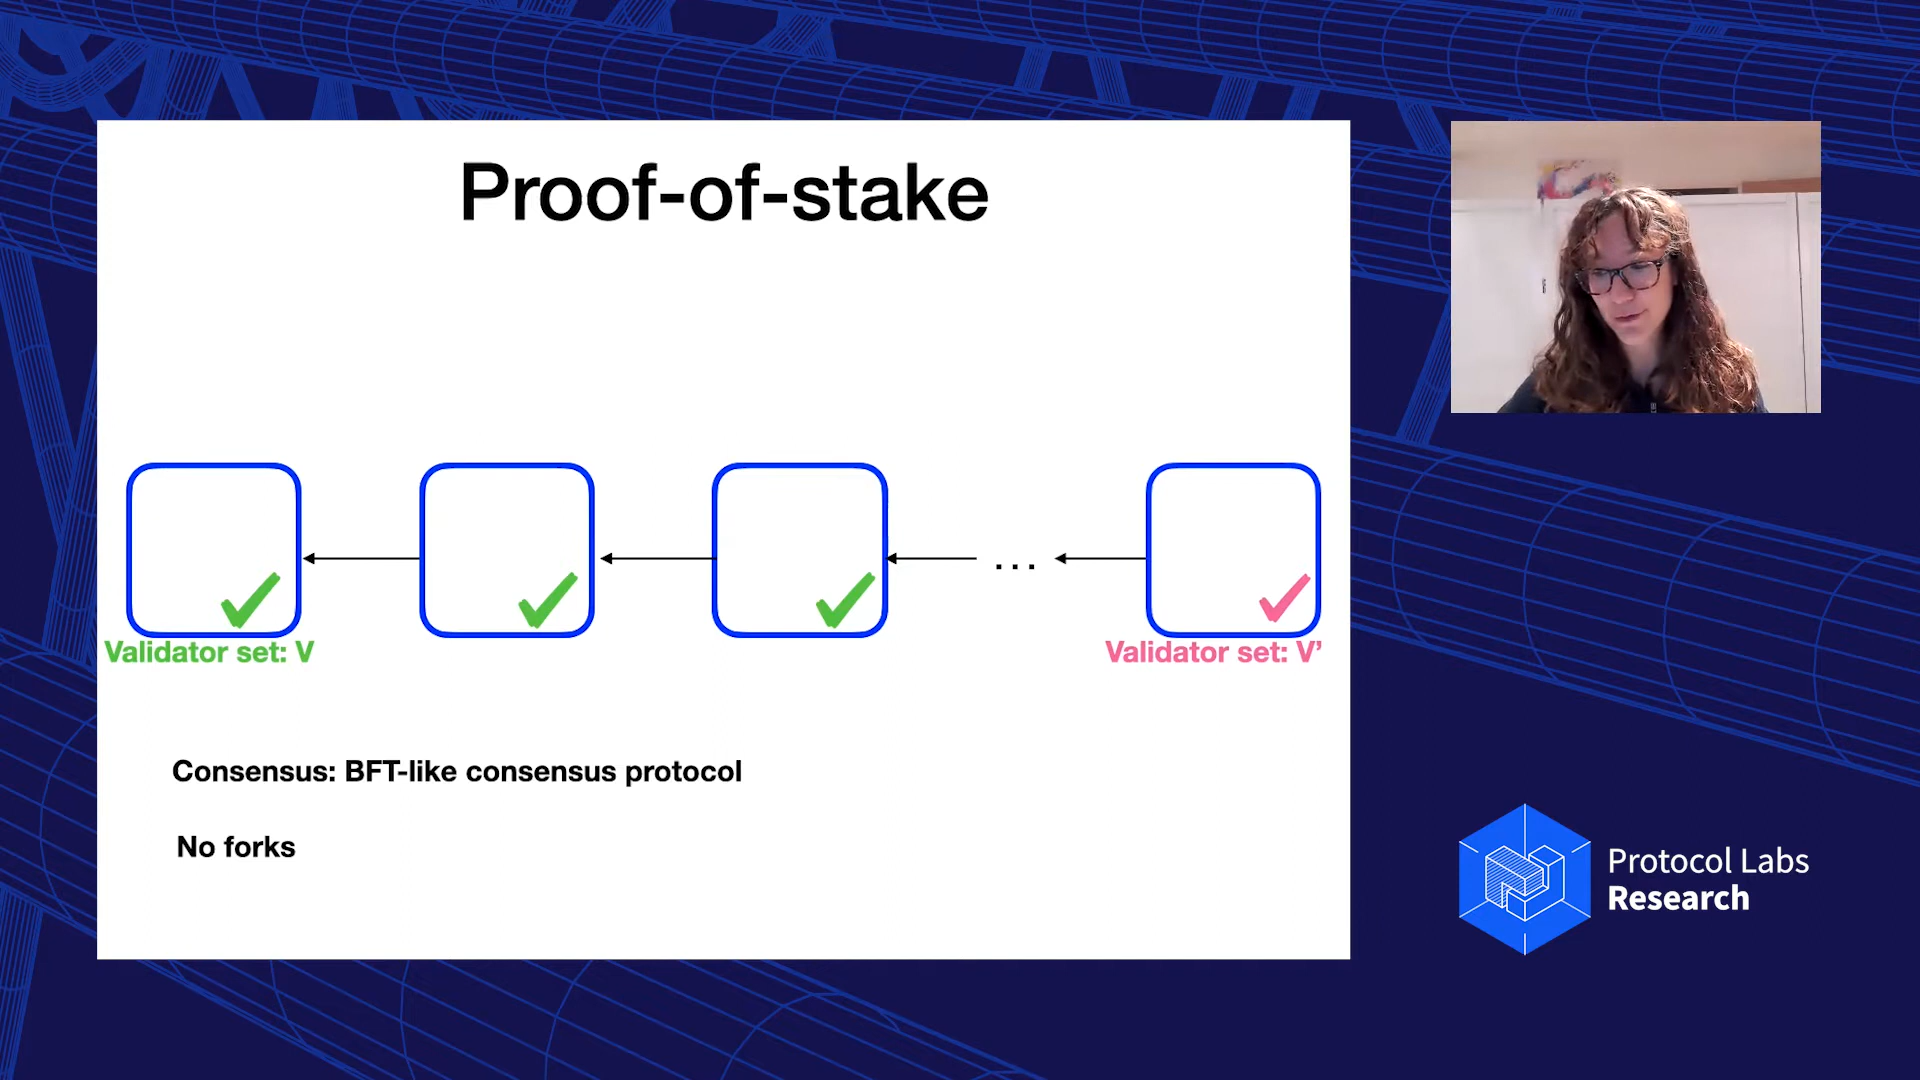 Proof-of-stake
...
Validator set: V
Validator set: V’
Consensus: BFT-like consensus protocol
No forks
Protocol Labs
Research